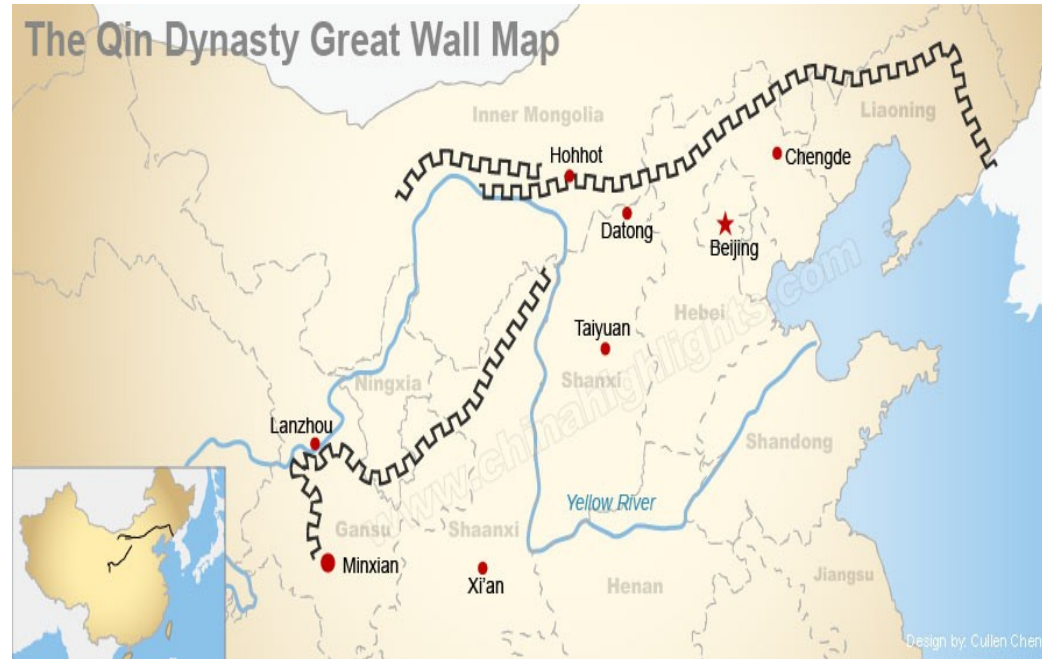 The Qin Dynasty Great Wall Map
Inner Mongolia
Liaoning
Hohhot
Chengde
Datong
Beijing
Hebei
Taiyuan
Shanxi
Ningxia
Lanzhou
Shandong
www.chinahighlights.com
Yellow River
Gansu
Shaanxi
Minxian
Xi'an
Henan
Jiangsu
Design by: Cullen Chen